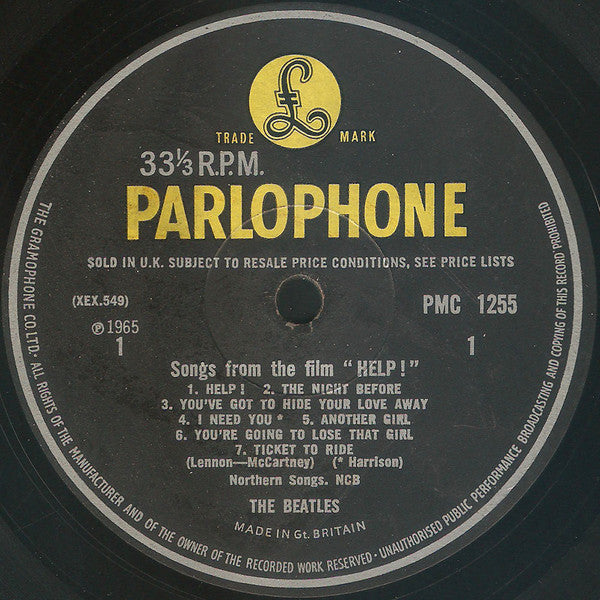 £
TRADE MARK
33⅓ R.P.M.
PARLOPHONE
SOLD IN U.K. SUBJECT TO RESALE PRICE CONDITIONS, SEE PRICE LISTS
(XEX.549)
PMC 1255
℗1965
1
1
Songs from the film "HELP!"
1. HELP! 2. THE NIGHT BEFORE
3. YOU'VE GOT TO HIDE YOUR LOVE AWAY
4. I NEED YOU * 5. ANOTHER GIRL
6. YOU'RE GOING TO LOSE THAT GIRL
7. TICKET TO RIDE
(Lennon—McCartney) (* Harrison)
Northern Songs. NCB
THE BEATLES
MADE IN Gt. BRITAIN
THE GRAMOPHONE CO. LTD. ALL RIGHTS OF THE MANUFACTURER AND OF THE OWNER OF THE RECORDED WORK RESERVED · UNAUTHORISED PUBLIC PERFORMANCE BROADCASTING AND COPYING OF THIS RECORD PROHIBITED